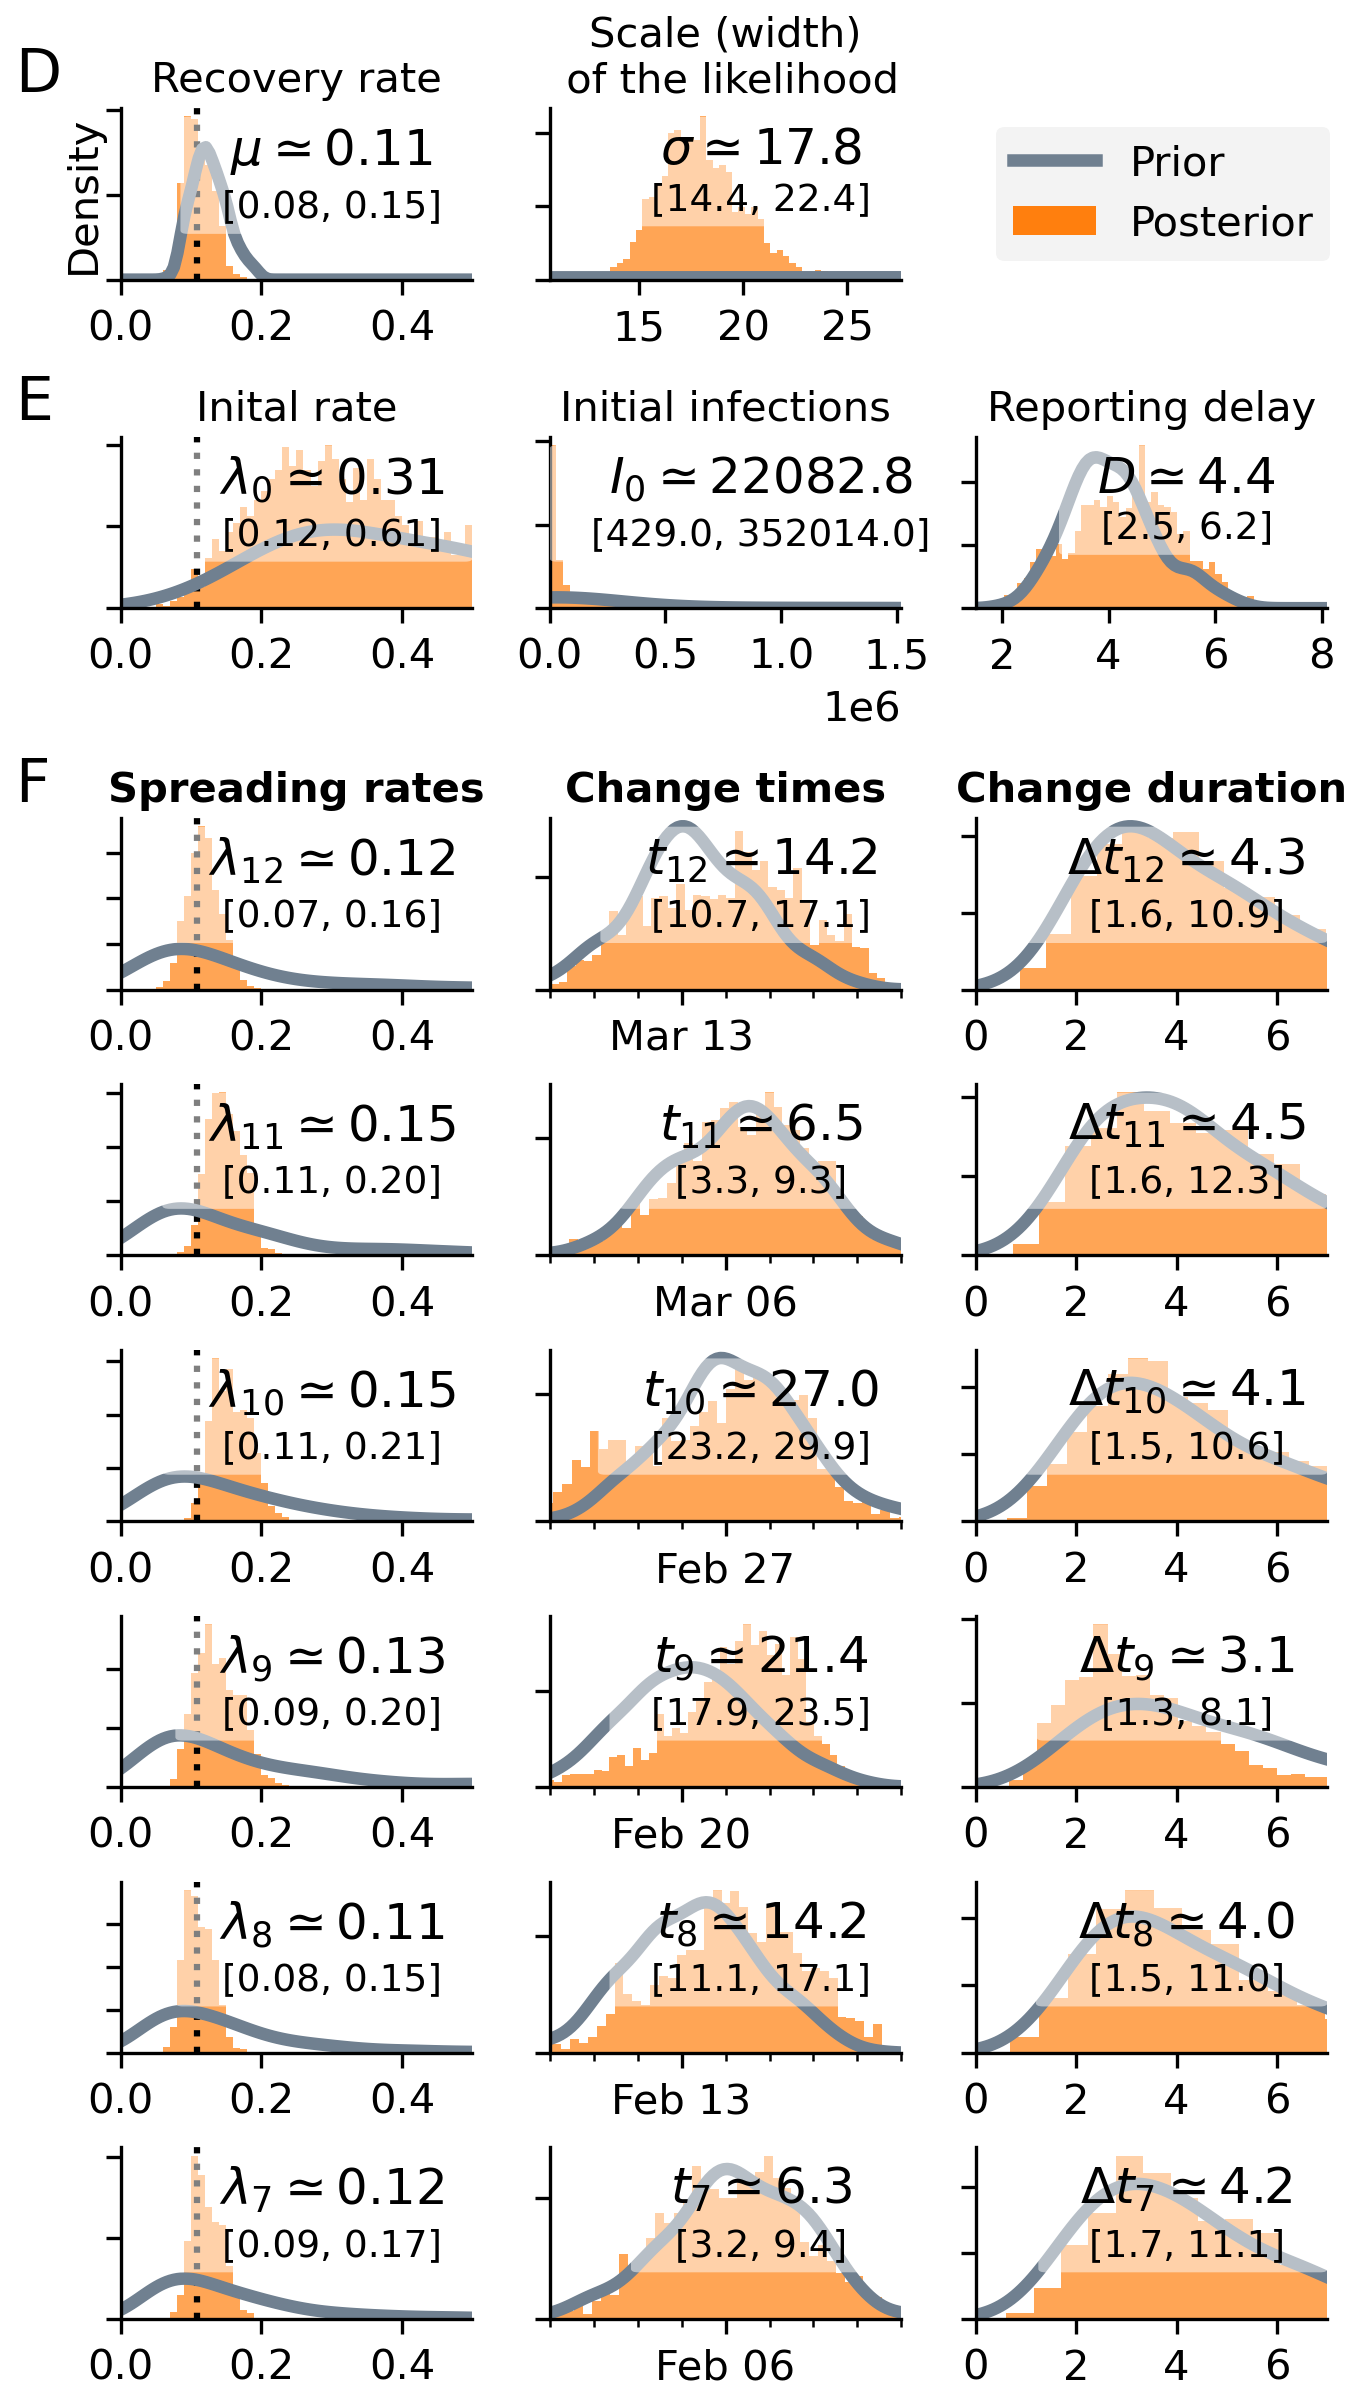 D
Recovery rate
Scale (width)
of the likelihood
Density
μ ≃ 0.11
[0.08, 0.15]
0.0 0.2 0.4
σ ≃ 17.8
[14.4, 22.4]
15 20 25
Prior
Posterior
E
Inital rate
λ0 ≃ 0.31
[0.12, 0.61]
0.0 0.2 0.4
Initial infections
I0 ≃ 22082.8
[429.0, 352014.0]
0.0 0.5 1.0 1.5
1e6
Reporting delay
D ≃ 4.4
[2.5, 6.2]
2 4 6 8
F
Spreading rates
Change times
Change duration
λ12 ≃ 0.12
[0.07, 0.16]
0.0 0.2 0.4
t12 ≃ 14.2
[10.7, 17.1]
Mar 13
Δt12 ≃ 4.3
[1.6, 10.9]
0 2 4 6
λ11 ≃ 0.15
[0.11, 0.20]
0.0 0.2 0.4
t11 ≃ 6.5
[3.3, 9.3]
Mar 06
Δt11 ≃ 4.5
[1.6, 12.3]
0 2 4 6
λ10 ≃ 0.15
[0.11, 0.21]
0.0 0.2 0.4
t10 ≃ 27.0
[23.2, 29.9]
Feb 27
Δt10 ≃ 4.1
[1.5, 10.6]
0 2 4 6
λ9 ≃ 0.13
[0.09, 0.20]
0.0 0.2 0.4
t9 ≃ 21.4
[17.9, 23.5]
Feb 20
Δt9 ≃ 3.1
[1.3, 8.1]
0 2 4 6
λ8 ≃ 0.11
[0.08, 0.15]
0.0 0.2 0.4
t8 ≃ 14.2
[11.1, 17.1]
Feb 13
Δt8 ≃ 4.0
[1.5, 11.0]
0 2 4 6
λ7 ≃ 0.12
[0.09, 0.17]
0.0 0.2 0.4
t7 ≃ 6.3
[3.2, 9.4]
Feb 06
Δt7 ≃ 4.2
[1.7, 11.1]
0 2 4 6